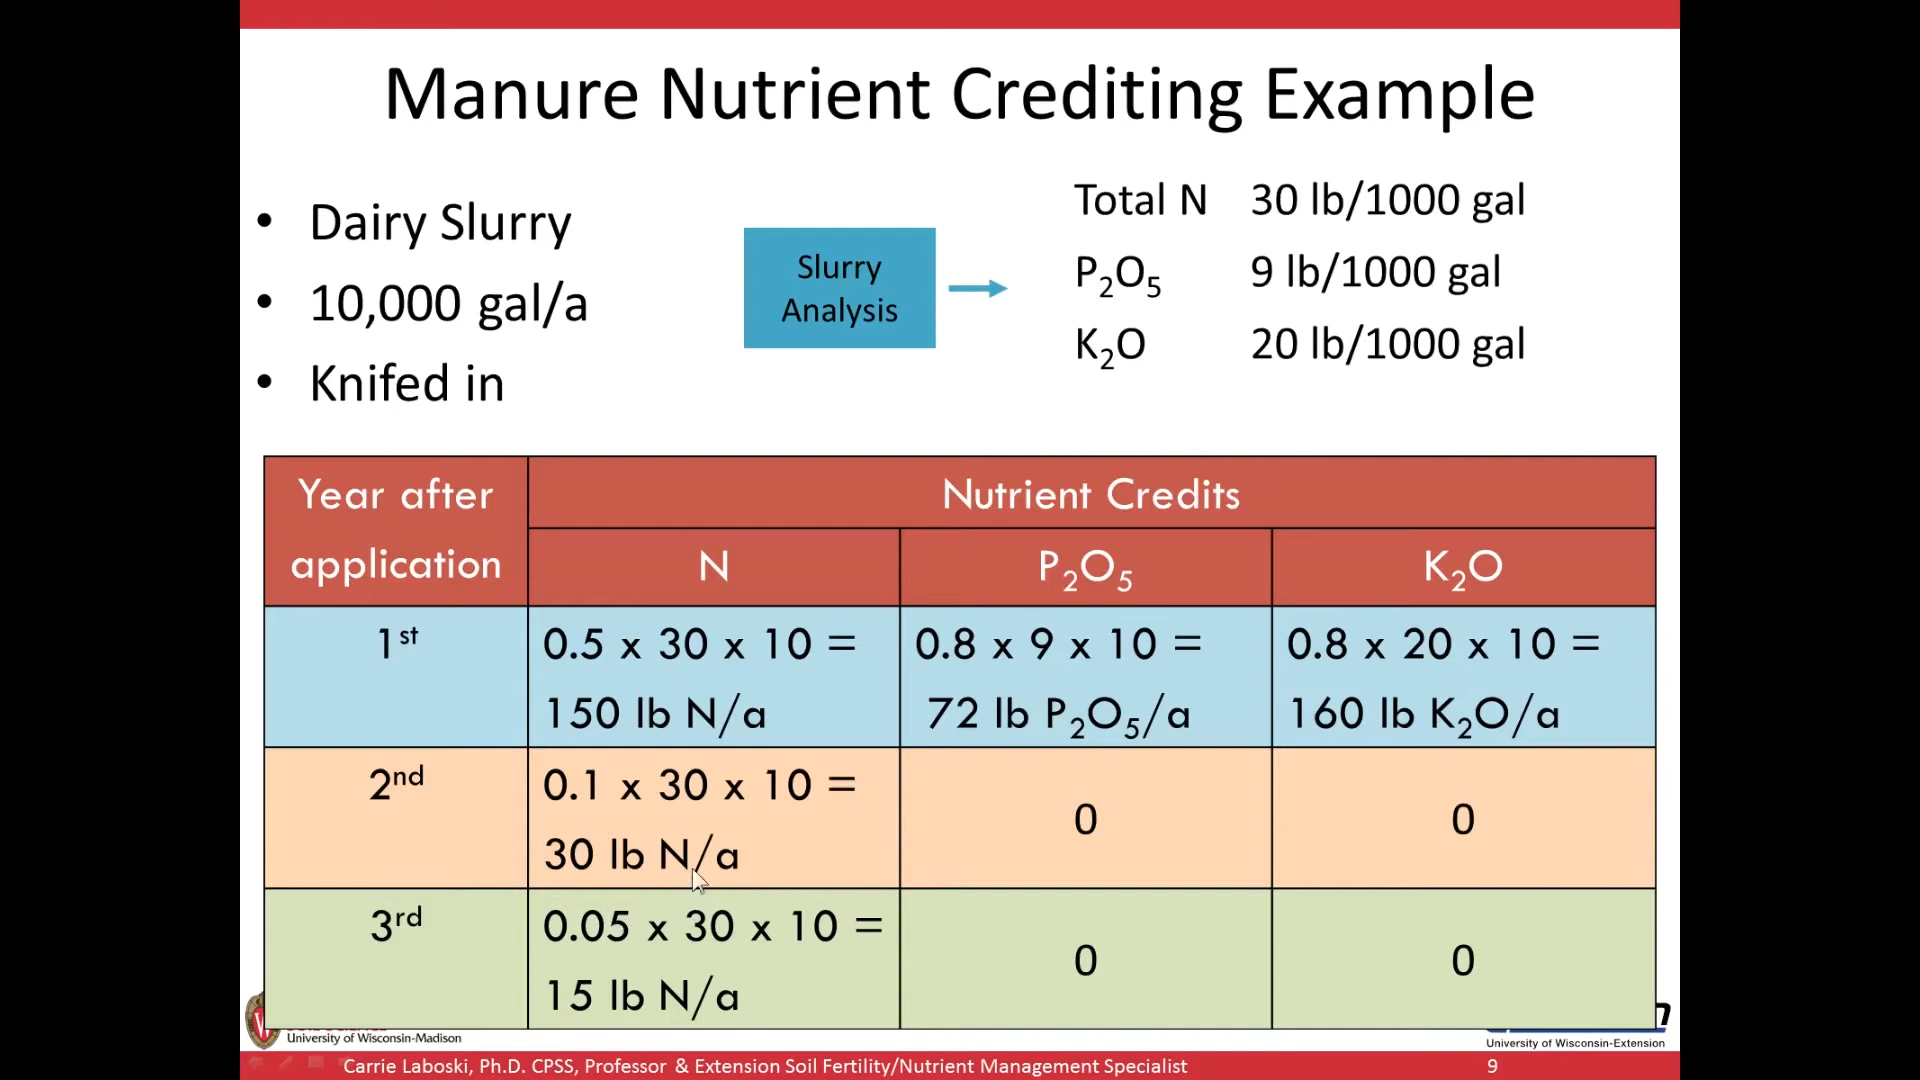 Manure Nutrient Crediting Example
• Dairy Slurry
• 10,000 gal/a
• Knifed in
Slurry
Analysis
Total N 30 lb/1000 gal
P₂O₅ 9 lb/1000 gal
K₂O 20 lb/1000 gal
Year after
application
Nutrient Credits
N P₂O₅ K₂O
1st
0.5 x 30 x 10 =
150 lb N/a
0.8 x 9 x 10 =
72 lb P₂O₅/a
0.8 x 20 x 10 =
160 lb K₂O/a
2nd
0.1 x 30 x 10 =
30 lb N/a
0
0
3rd
0.05 x 30 x 10 =
15 lb N/a
0
0
University of Wisconsin-Madison
University of Wisconsin-Extension
Carrie Laboski, Ph.D. CPSS, Professor & Extension Soil Fertility/Nutrient Management Specialist
9